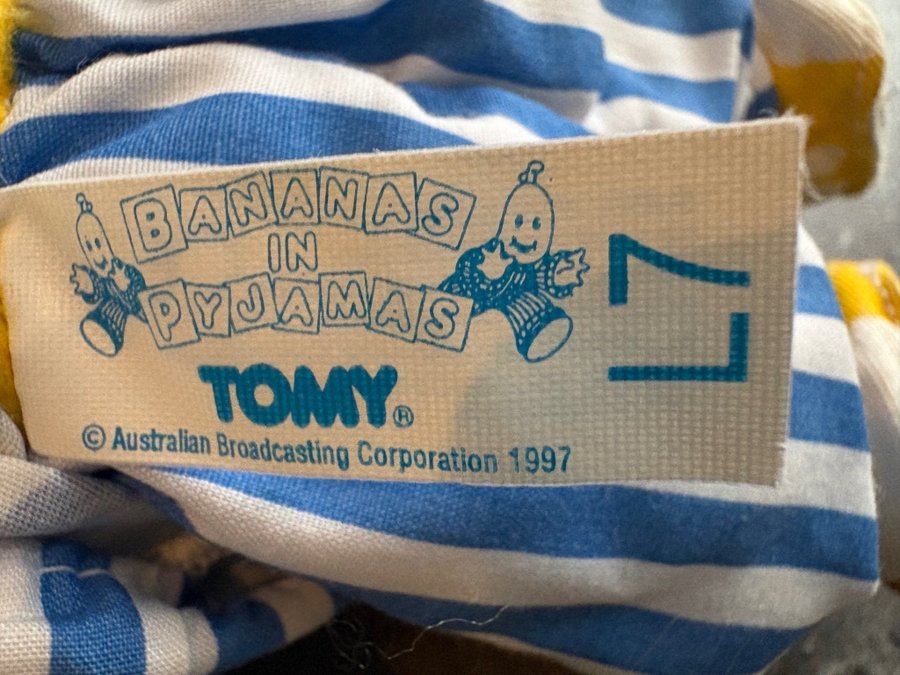 BANANAS
IN
PYJAMAS
TOMY®
© Australian Broadcasting Corporation 1997
L7